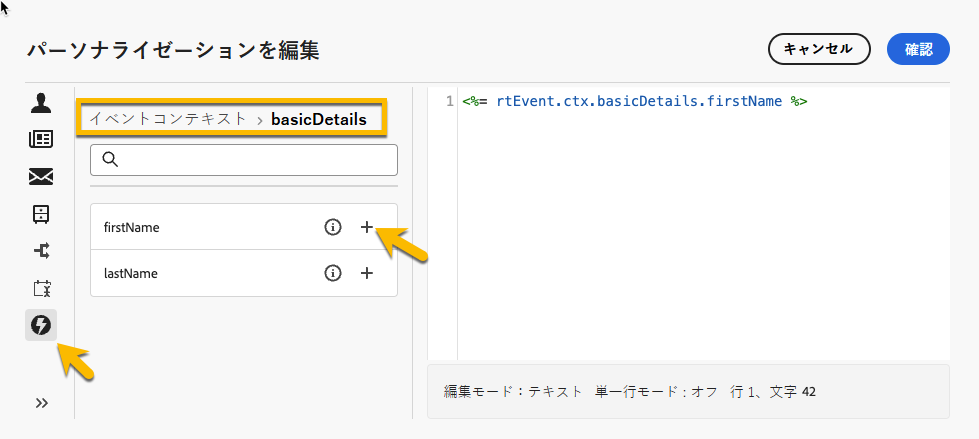 パーソナライゼーションを編集
キャンセル
確認
イベントコンテキスト > basicDetails
firstName
lastName
1 <%= rtEvent.ctx.basicDetails.firstName %>
編集モード：テキスト 単一行モード：オフ 行 1、文字 42